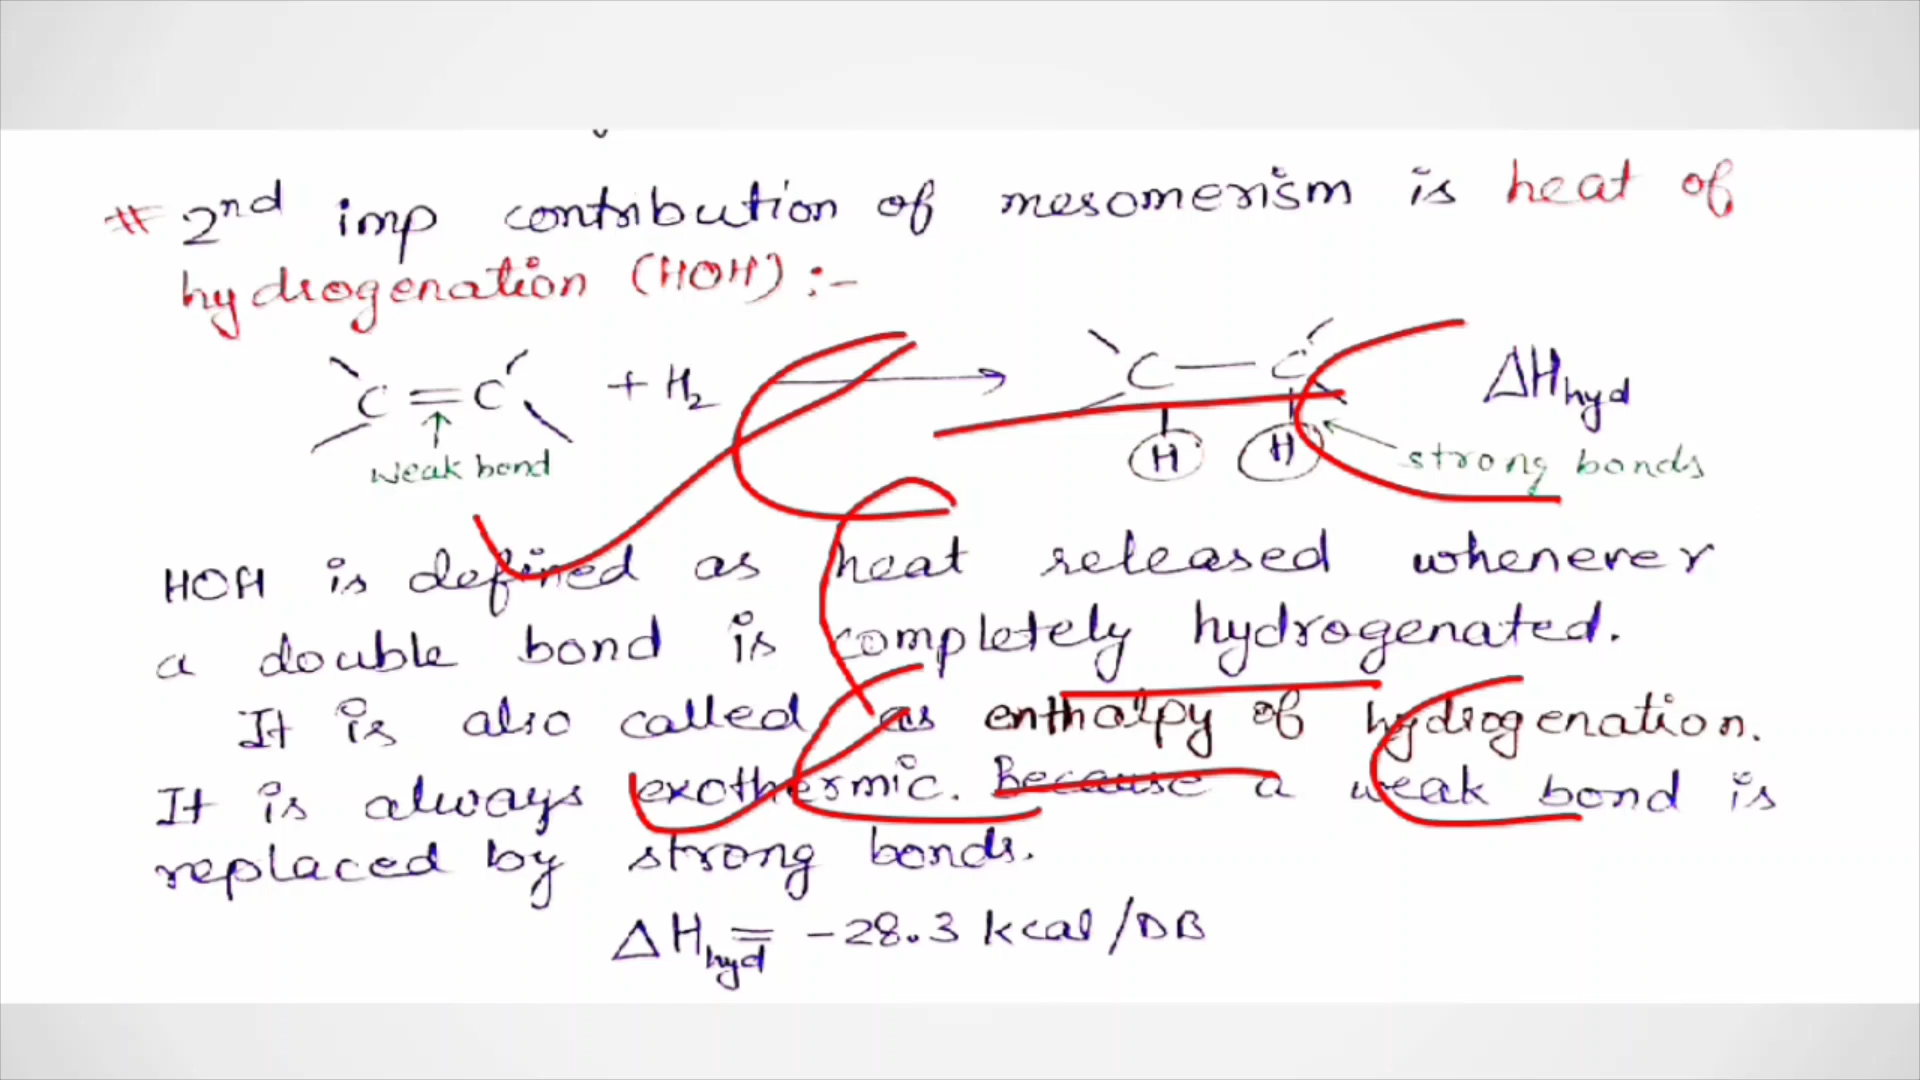 # 2nd imp contribution of mesomerism is heat of
hydrogenation (HOH) :-
C = C + H2 → C — C ΔHhyd
H H
weak bond
strong bonds
HOH is defined as heat released whenever
a double bond is completely hydrogenated.
It is also called as enthalpy of hydrogenation.
It is always exothermic. Because a weak bond is
replaced by strong bonds.
ΔHhyd = -28.3 kcal/DB